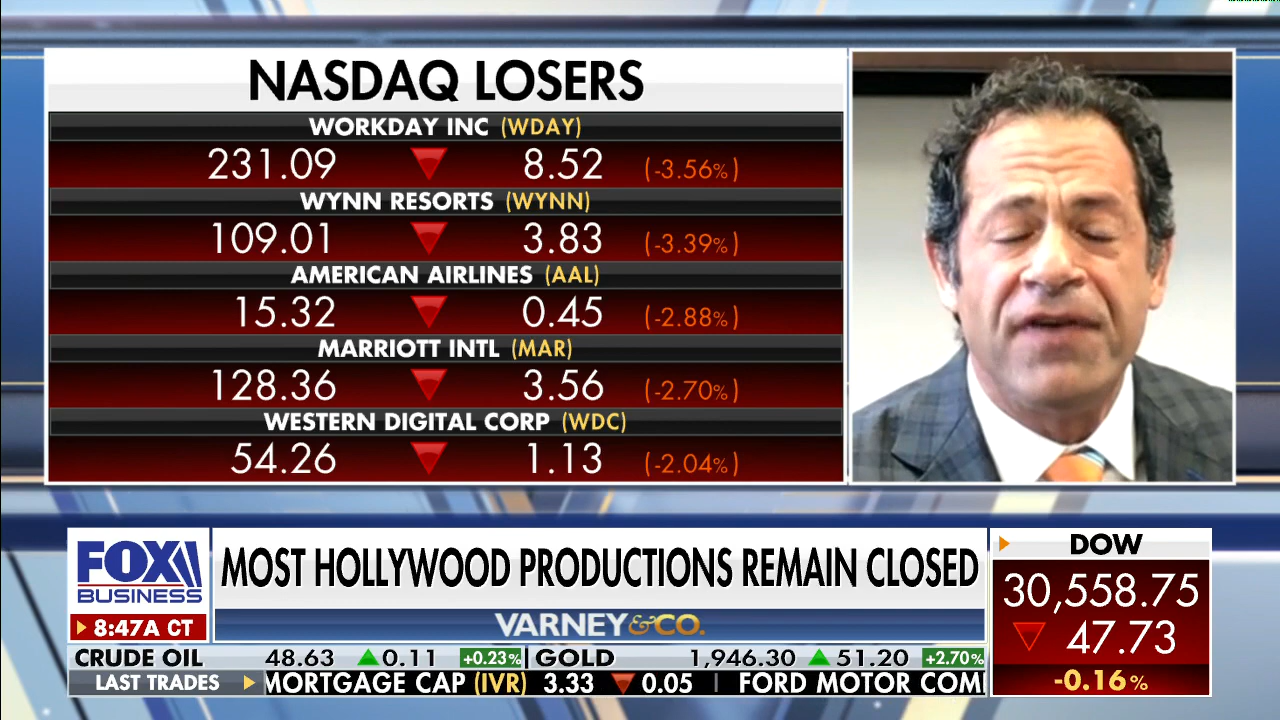 NASDAQ LOSERS
WORKDAY INC (WDAY)
231.09 ▼ 8.52 (-3.56%)
WYNN RESORTS (WYNN)
109.01 ▼ 3.83 (-3.39%)
AMERICAN AIRLINES (AAL)
15.32 ▼ 0.45 (-2.88%)
MARRIOTT INTL (MAR)
128.36 ▼ 3.56 (-2.70%)
WESTERN DIGITAL CORP (WDC)
54.26 ▼ 1.13 (-2.04%)
FOX
BUSINESS
8:47A CT
MOST HOLLYWOOD PRODUCTIONS REMAIN CLOSED
VARNEY &CO.
DOW
30,558.75
▼ 47.73
-0.16%
CRUDE OIL 48.63 ▲ 0.11 +0.23% GOLD 1,946.30 ▲ 51.20 +2.70%
LAST TRADES MORTGAGE CAP (IVR) 3.33 ▼ 0.05 | FORD MOTOR COM